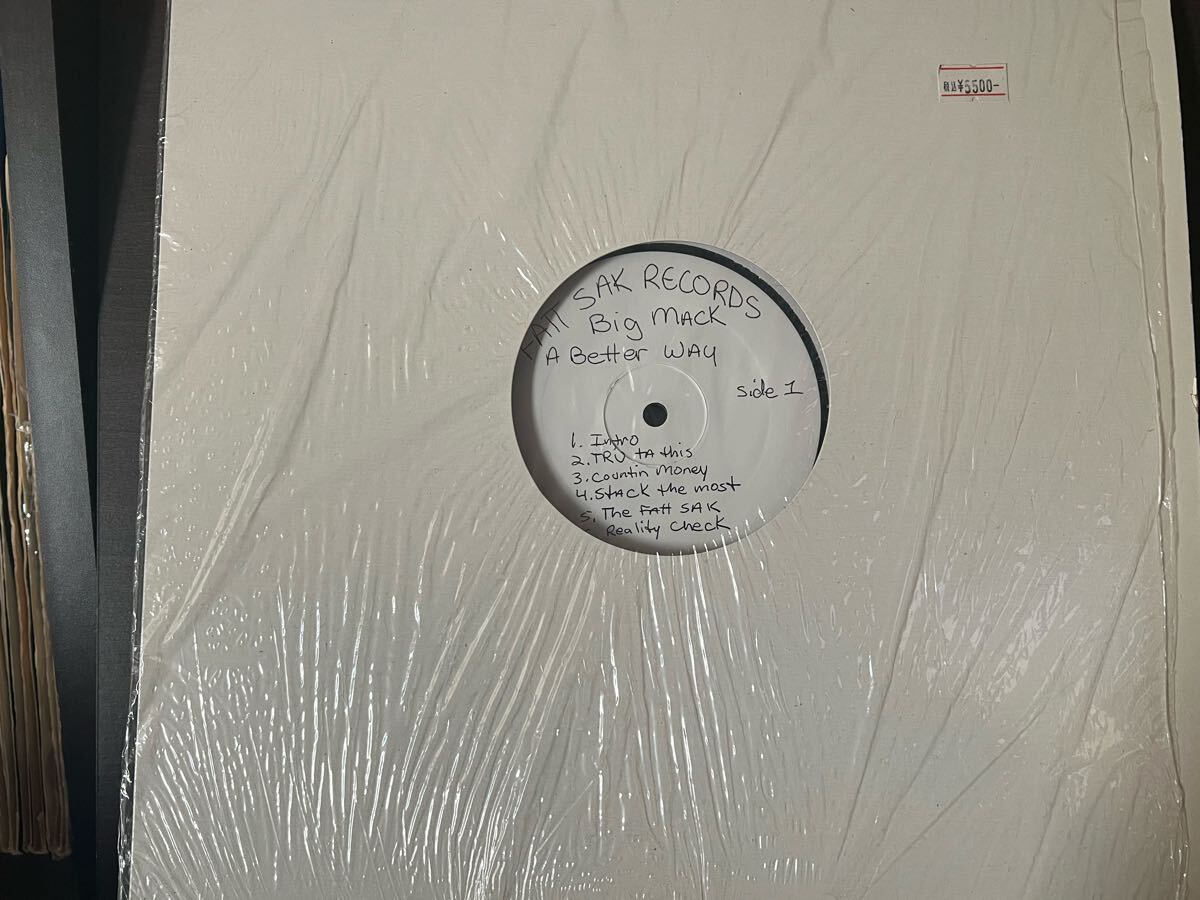 税込¥5500-
FAtt SAK RECORDS
Big MACK
A Better WAY
Side 1
1. Intro
2. TRU tA this
3. Countin Money
4. Stack the most
5. The FAtt SAK
Reality Check